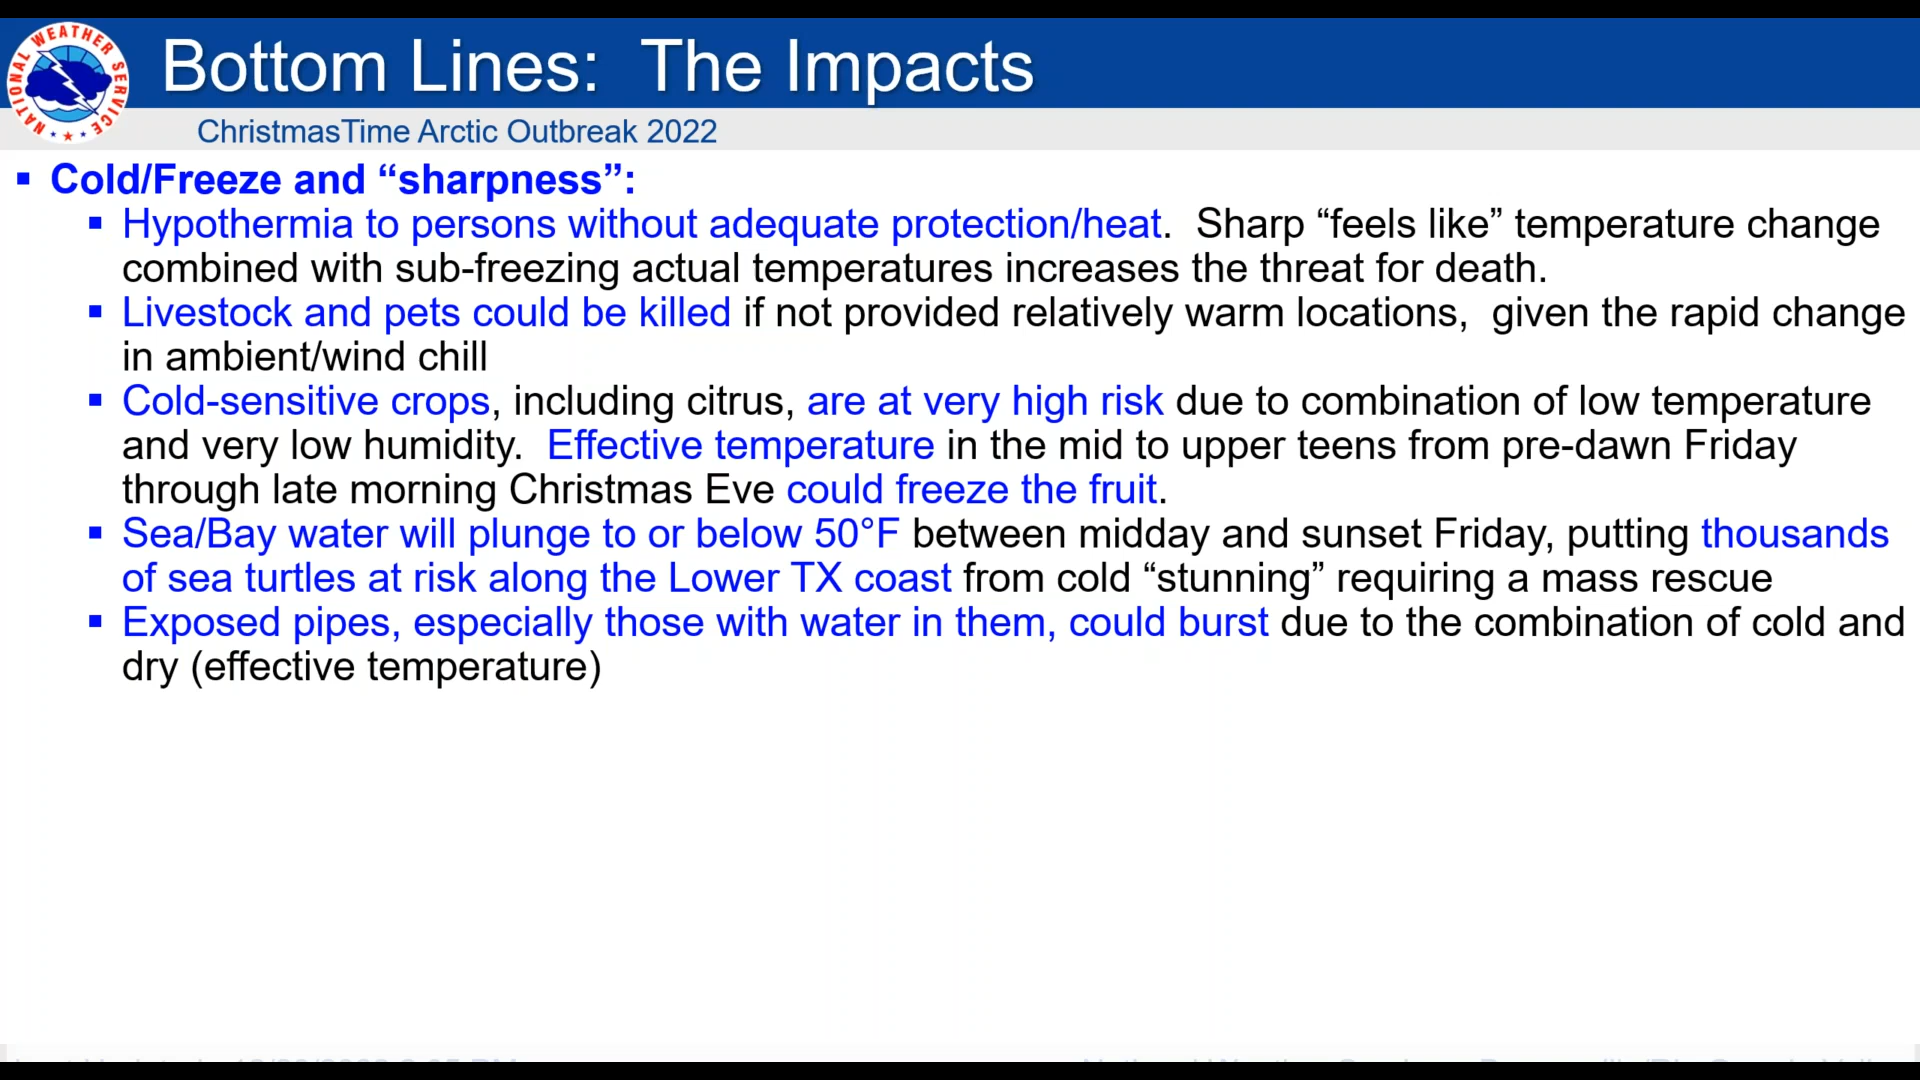 NATIONAL WEATHER SERVICE
Bottom Lines:  The Impacts
ChristmasTime Arctic Outbreak 2022
▪ Cold/Freeze and “sharpness”:
▪ Hypothermia to persons without adequate protection/heat.  Sharp “feels like” temperature change
combined with sub-freezing actual temperatures increases the threat for death.
▪ Livestock and pets could be killed if not provided relatively warm locations,  given the rapid change
in ambient/wind chill
▪ Cold-sensitive crops, including citrus, are at very high risk due to combination of low temperature
and very low humidity.  Effective temperature in the mid to upper teens from pre-dawn Friday
through late morning Christmas Eve could freeze the fruit.
▪ Sea/Bay water will plunge to or below 50°F between midday and sunset Friday, putting thousands
of sea turtles at risk along the Lower TX coast from cold “stunning” requiring a mass rescue
▪ Exposed pipes, especially those with water in them, could burst due to the combination of cold and
dry (effective temperature)